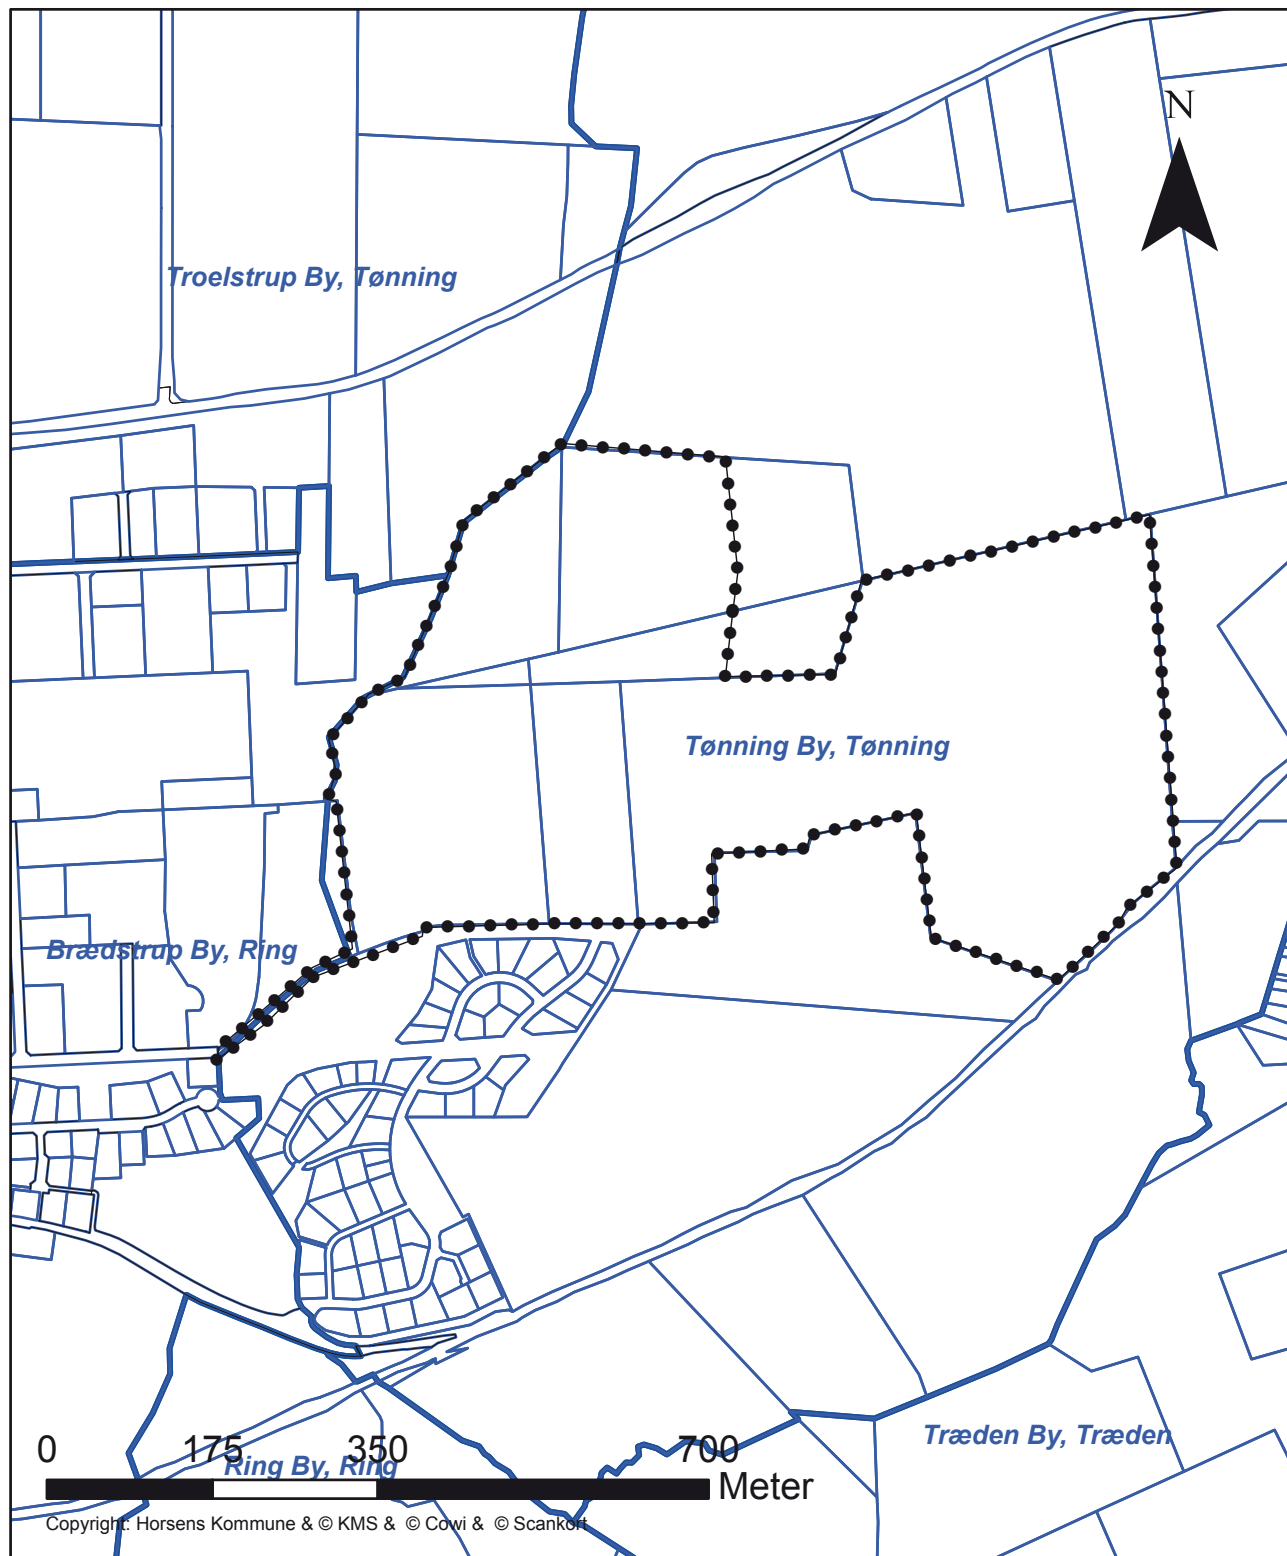 N
Troelstrup By, Tønning
Tønning By, Tønning
Brædstrup By, Ring
Træden By, Træden
0 175 350 700
Ring By, Ring
Meter
Copyright: Horsens Kommune & © KMS & © Cowi & © Scankort